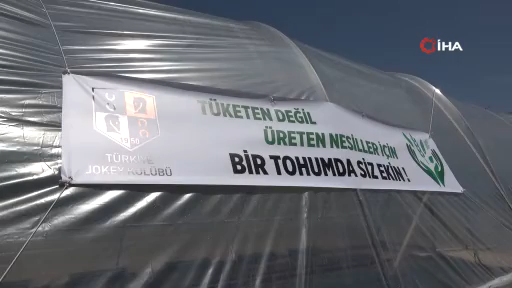 İHA
TÜKETEN DEĞİL
ÜRETEN NESİLLER İÇİN
BİR TOHUMDA SİZ EKİN!
TÜRKİYE
JOKEY KULÜBÜ